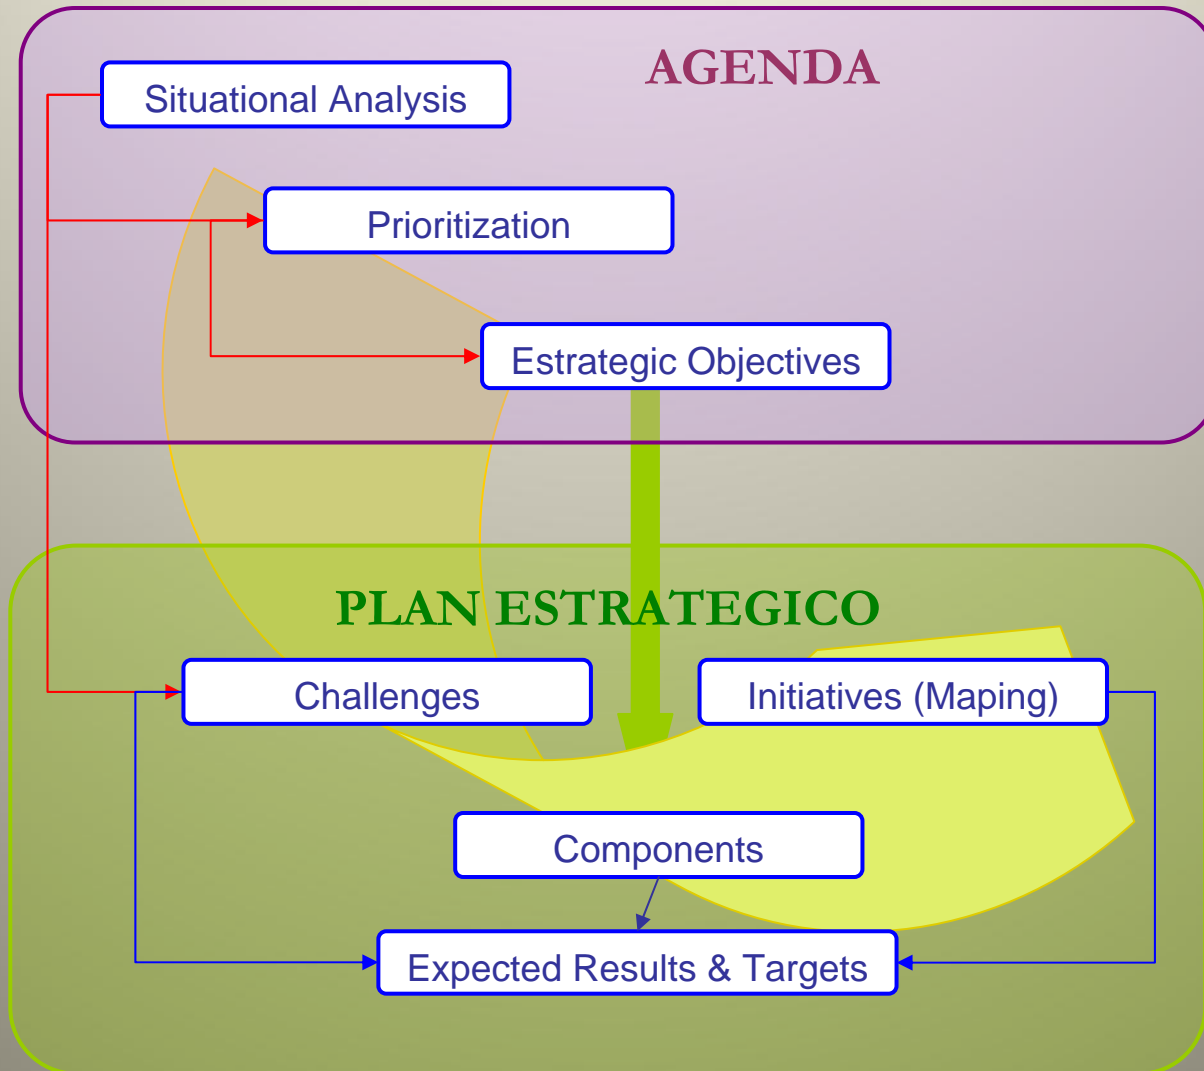 AGENDA
Situational Analysis
Prioritization
Estrategic Objectives
PLAN ESTRATEGICO
Challenges
Initiatives (Maping)
Components
Expected Results & Targets